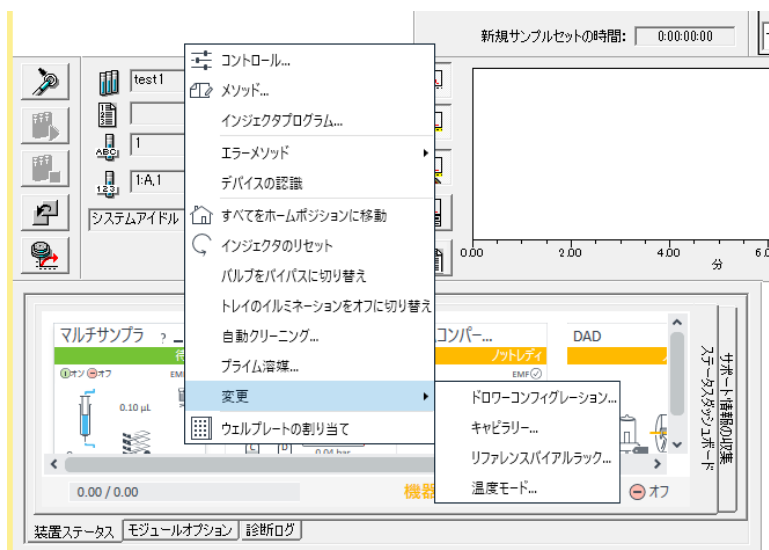 新規サンプルセットの時間: 0:00:00:00
test1
ABC
1
123
1:A,1
システムアイドル
コントロール...
メソッド...
インジェクタプログラム...
エラーメソッド
デバイスの認識
すべてをホームポジションに移動
インジェクタのリセット
バルブをバイパスに切り替え
トレイのイルミネーションをオフに切り替え
自動クリーニング...
プライム溶媒...
変更
ウェルプレートの割り当て
ドロワーコンフィグレーション...
キャピラリー...
リファレンスバイアルラック...
温度モード...
0.00 2.00 4.00 6.0
分
マルチサンプラ ?
コンパー...
DAD
待
ノットレディ
オン オフ
EMF
0.10 µL
0.04 bar
0.00 / 0.00
機器
オフ
サポート情報の収集
ステータスダッシュボード
装置ステータス モジュールオプション 診断ログ